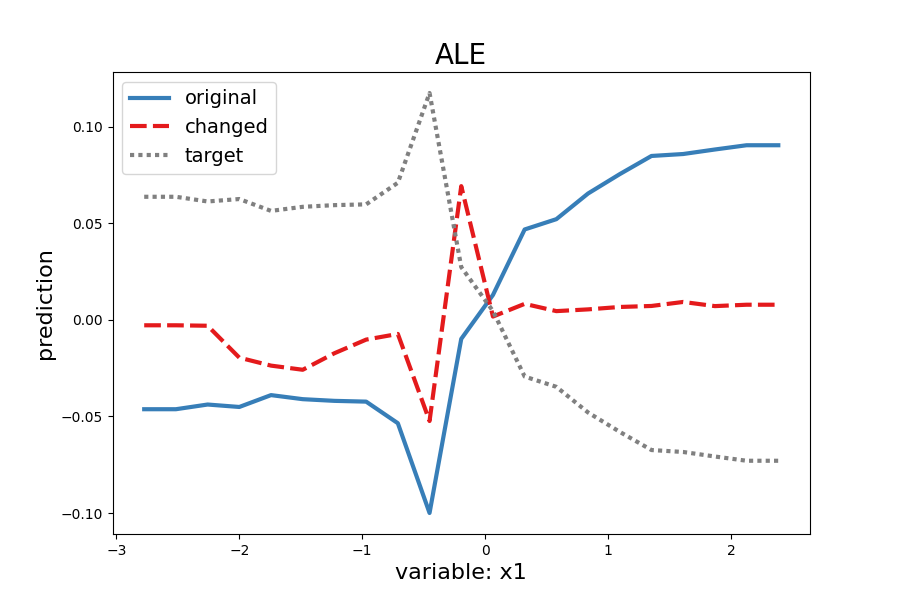 ALE
original
changed
target
prediction
0.10
0.05
0.00
−0.05
−0.10
−3
−2
−1
0
1
2
variable: x1